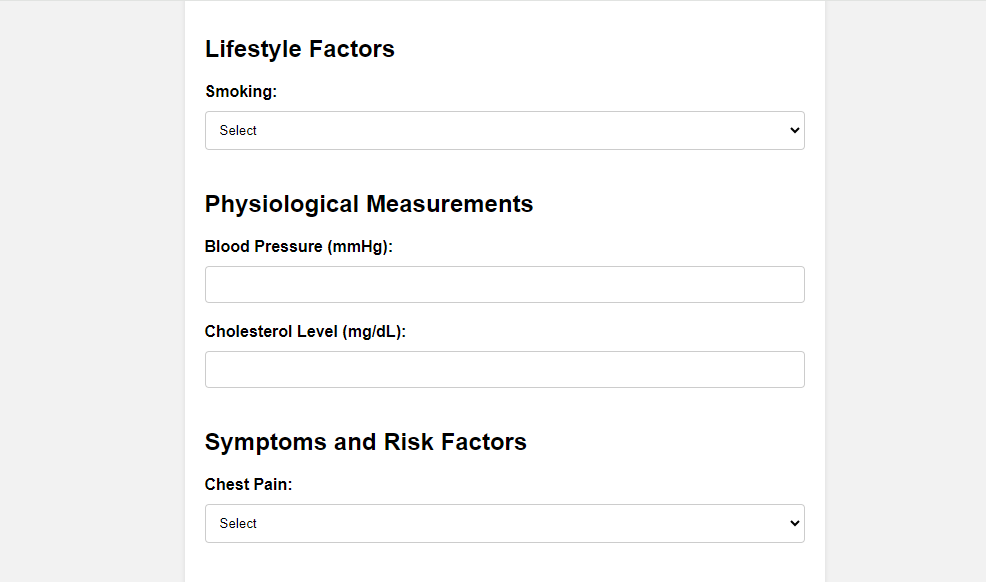 Lifestyle Factors
Smoking:
Select
Physiological Measurements
Blood Pressure (mmHg):
Cholesterol Level (mg/dL):
Symptoms and Risk Factors
Chest Pain:
Select